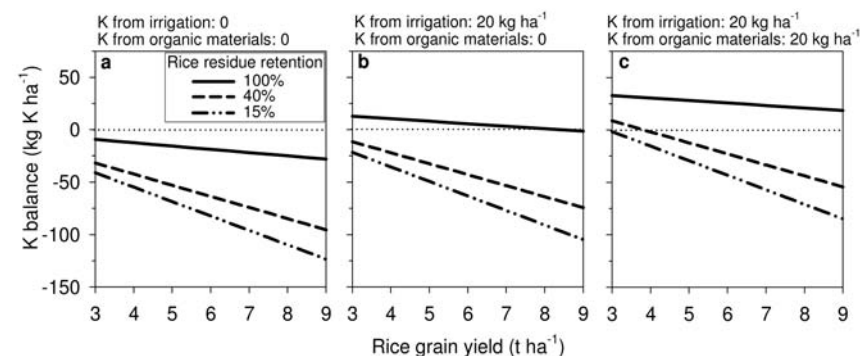 K from irrigation: 0
K from organic materials: 0
K from irrigation: 20 kg ha⁻¹
K from organic materials: 0
K from irrigation: 20 kg ha⁻¹
K from organic materials: 20 kg ha⁻¹
K balance (kg K ha⁻¹)
50
0
-50
-100
-150
a
Rice residue retention
100%
40%
15%
b
c
3 4 5 6 7 8 9
3 4 5 6 7 8 9
3 4 5 6 7 8 9
Rice grain yield (t ha⁻¹)